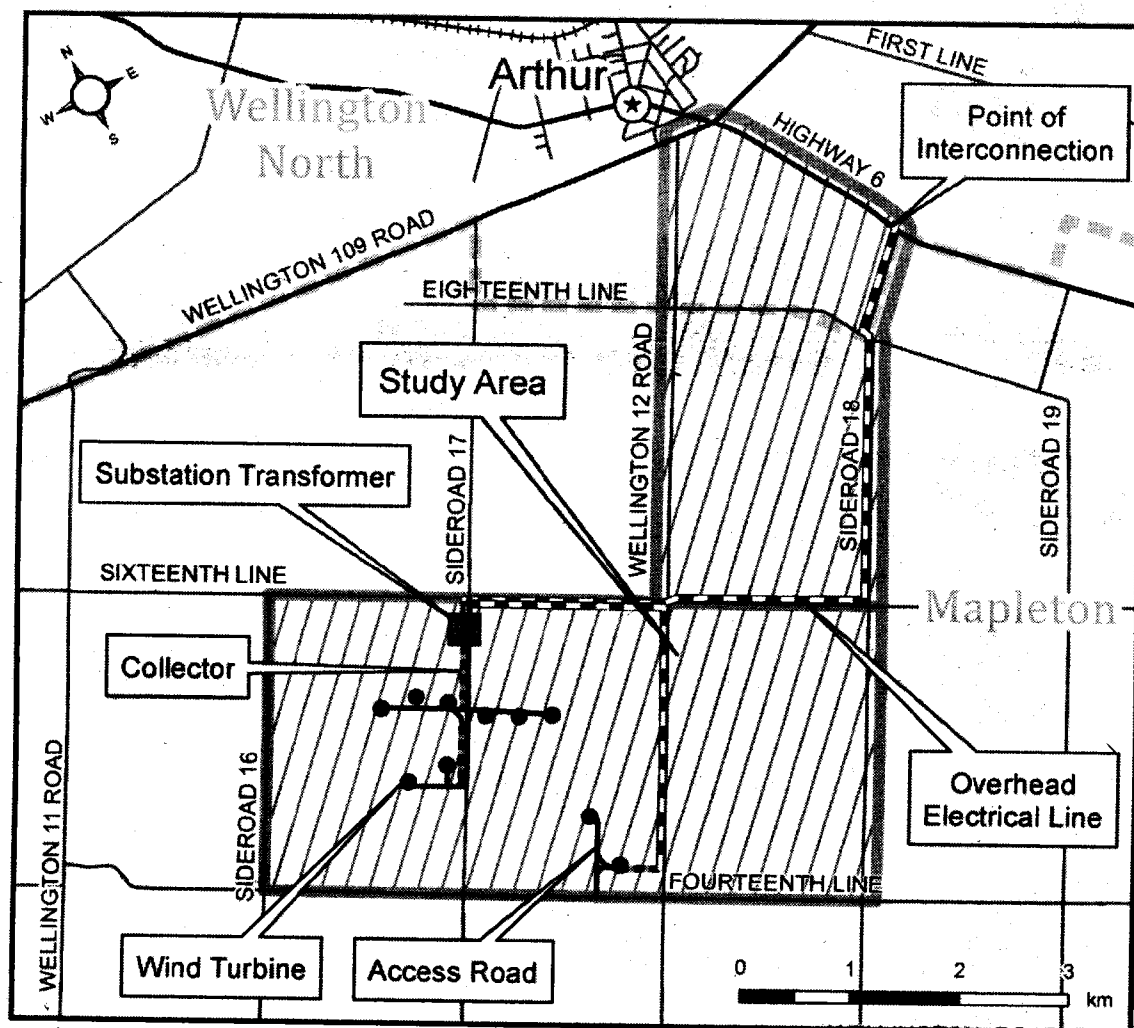 FIRST LINE
N
E
W
S
Arthur
Wellington
North
HIGHWAY 6
Point of
Interconnection
WELLINGTON 109 ROAD
EIGHTEENTH LINE
Study Area
WELLINGTON 12 ROAD
Substation Transformer
SIDEROAD 17
SIDEROAD 18
SIDEROAD 19
SIXTEENTH LINE
Mapleton
Collector
WELLINGTON 11 ROAD
SIDEROAD 16
Overhead
Electrical Line
FOURTEENTH LINE
Wind Turbine
Access Road
0 1 2 3
km